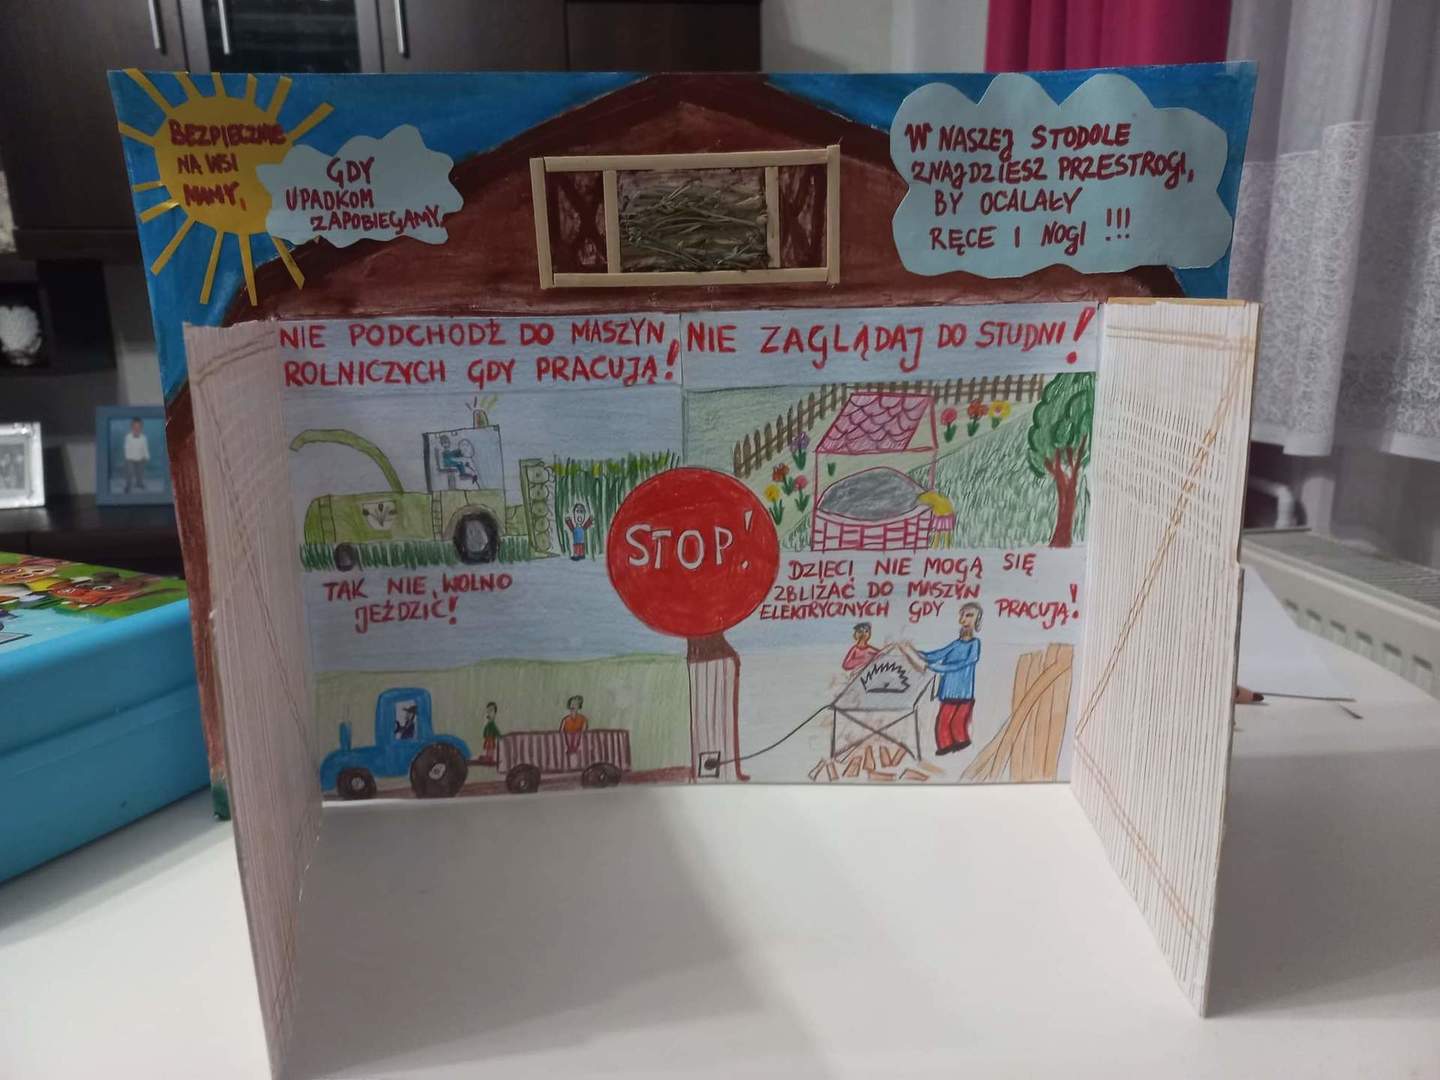 BEZPIECZNIE
NA WSI
MAMY,
GDY
UPADKOM
ZAPOBIEGAMY.
W NASZEJ STODOLE
ZNAJDZIESZ PRZESTROGI,
BY OCALAŁY
RĘCE I NOGI !!!
NIE PODCHODŹ DO MASZYN
ROLNICZYCH GDY PRACUJĄ!
NIE ZAGLĄDAJ DO STUDNI!
STOP!
TAK NIE WOLNO
JEŹDZIĆ!
DZIECI NIE MOGĄ SIĘ
ZBLIŻAĆ DO MASZYN
ELEKTRYCZNYCH GDY PRACUJĄ!